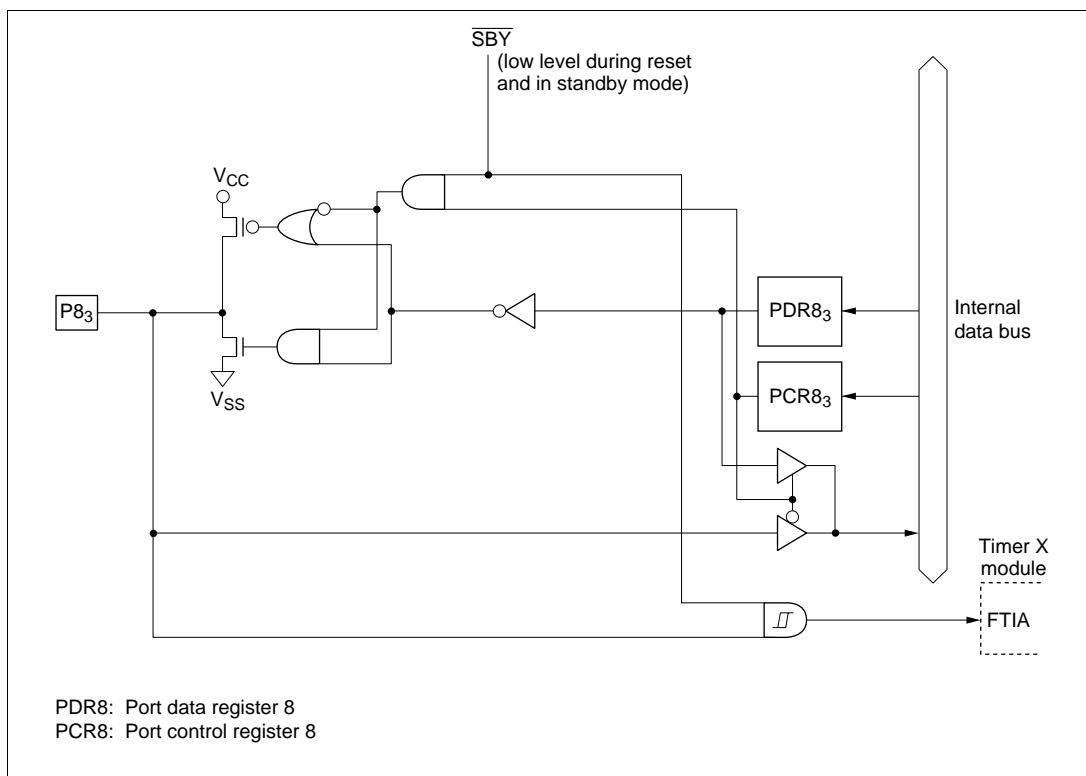 SBY
(low level during reset
and in standby mode)
VCC
P83
VSS
PDR83
PCR83
Internal
data bus
Timer X
module
FTIA
PDR8: Port data register 8
PCR8: Port control register 8